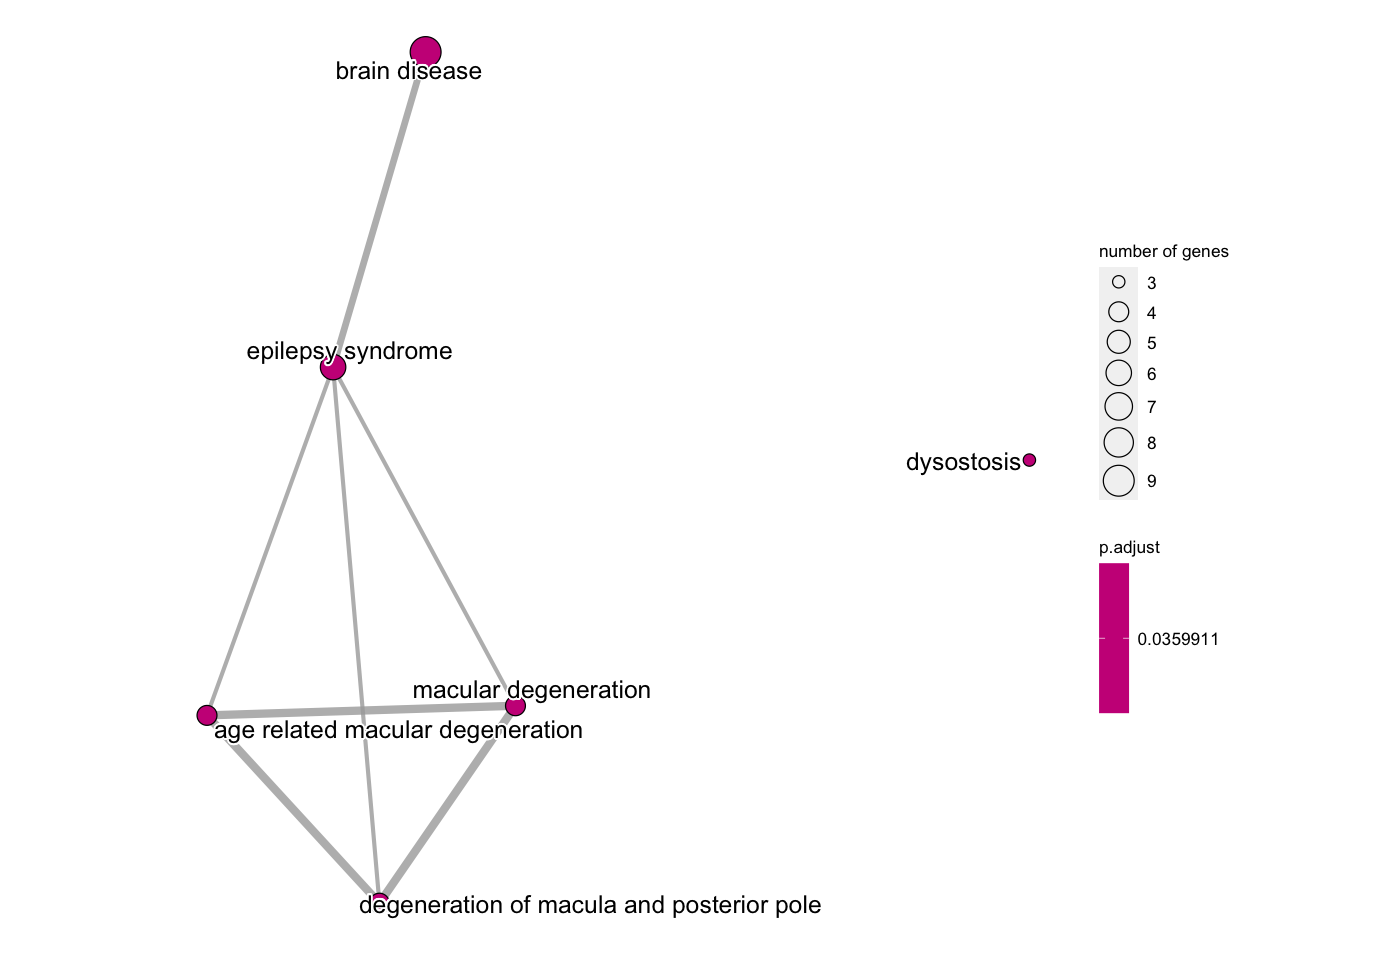 brain disease
epilepsy syndrome
macular degeneration
age related macular degeneration
degeneration of macula and posterior pole
dysostosis
number of genes
3
4
5
6
7
8
9
p.adjust
0.0359911